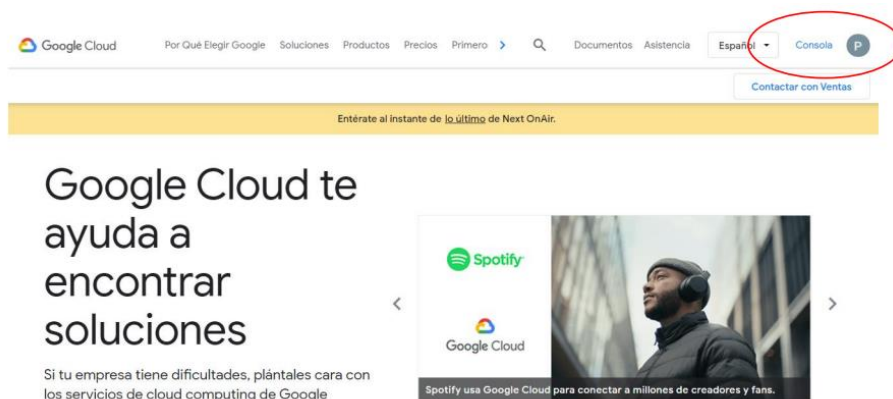 Google Cloud
Por Qué Elegir Google Soluciones Productos Precios Primero
Documentos Asistencia
Español
Consola
P
Contactar con Ventas
Entérate al instante de lo último de Next OnAir.
Google Cloud te
ayuda a
encontrar
soluciones
Si tu empresa tiene dificultades, plántales cara con
los servicios de cloud computing de Google
Spotify
Google Cloud
Spotify usa Google Cloud para conectar a millones de creadores y fans.